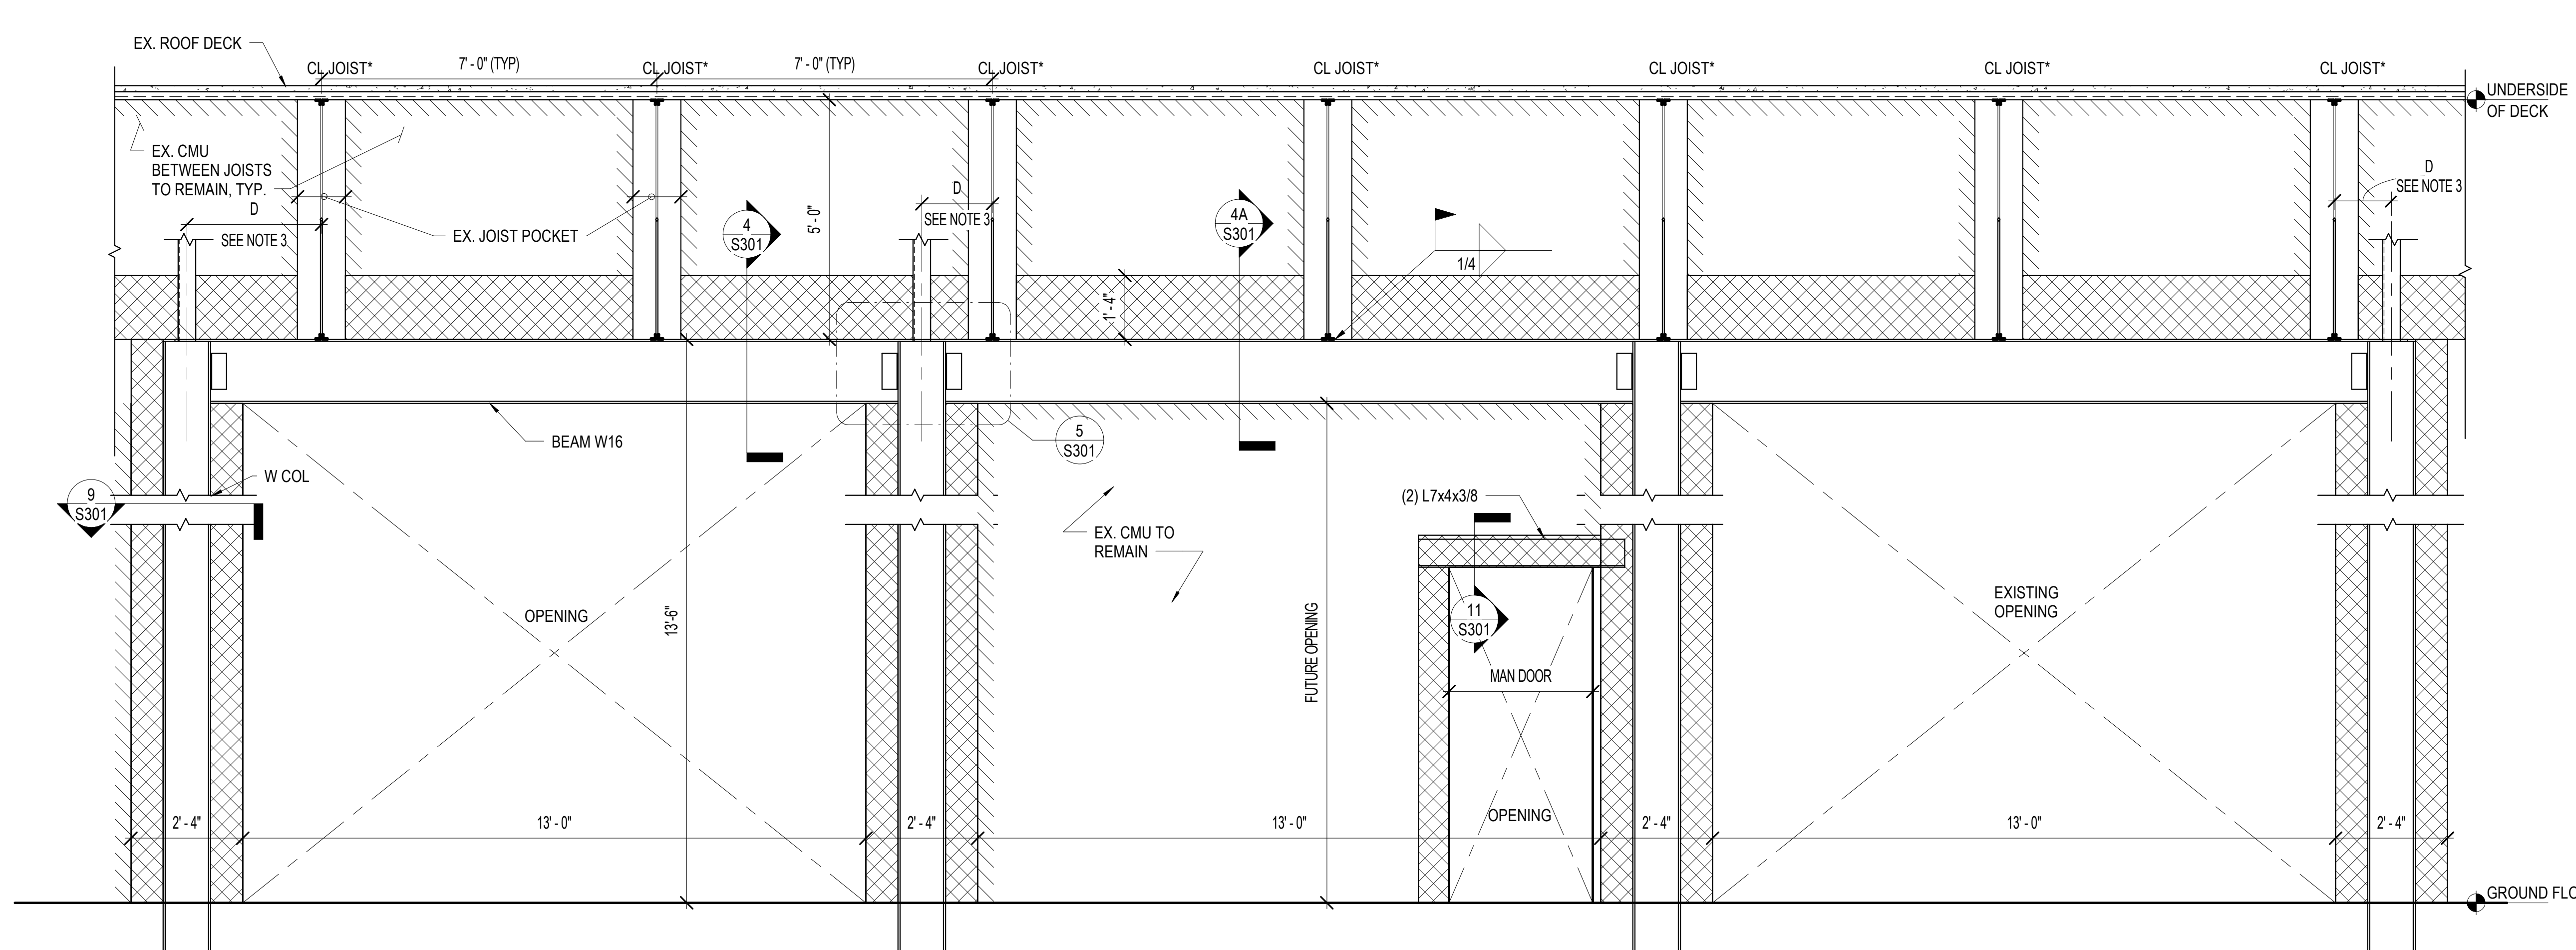 EX. ROOF DECK
CL JOIST*
7' - 0" (TYP)
CL JOIST*
7' - 0" (TYP)
CL JOIST*
CL JOIST*
CL JOIST*
CL JOIST*
CL JOIST*
UNDERSIDE
OF DECK
EX. CMU
BETWEEN JOISTS
TO REMAIN, TYP.
D
SEE NOTE 3
EX. JOIST POCKET
4
S301
5' - 0"
D
SEE NOTE 3
4A
S301
1/4
D
SEE NOTE 3
1' - 4"
BEAM W16
5
S301
W COL
9
S301
(2) L7x4x3/8
EX. CMU TO
REMAIN
OPENING
13'-6"
FUTURE OPENING
11
S301
MAN DOOR
OPENING
EXISTING
OPENING
2' - 4"
13' - 0"
2' - 4"
13' - 0"
2' - 4"
13' - 0"
2' - 4"
GROUND FLO